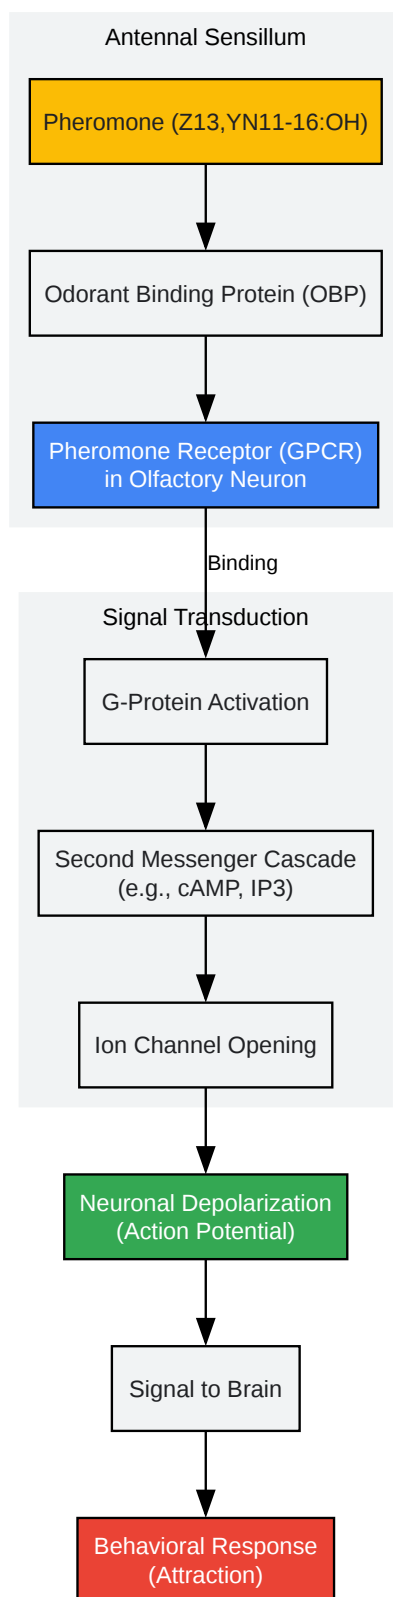 Antennal Sensillum
Pheromone (Z13,YN11-16:OH)
Odorant Binding Protein (OBP)
Pheromone Receptor (GPCR)
in Olfactory Neuron
Binding
Signal Transduction
G-Protein Activation
Second Messenger Cascade
(e.g., cAMP, IP3)
Ion Channel Opening
Neuronal Depolarization
(Action Potential)
Signal to Brain
Behavioral Response
(Attraction)